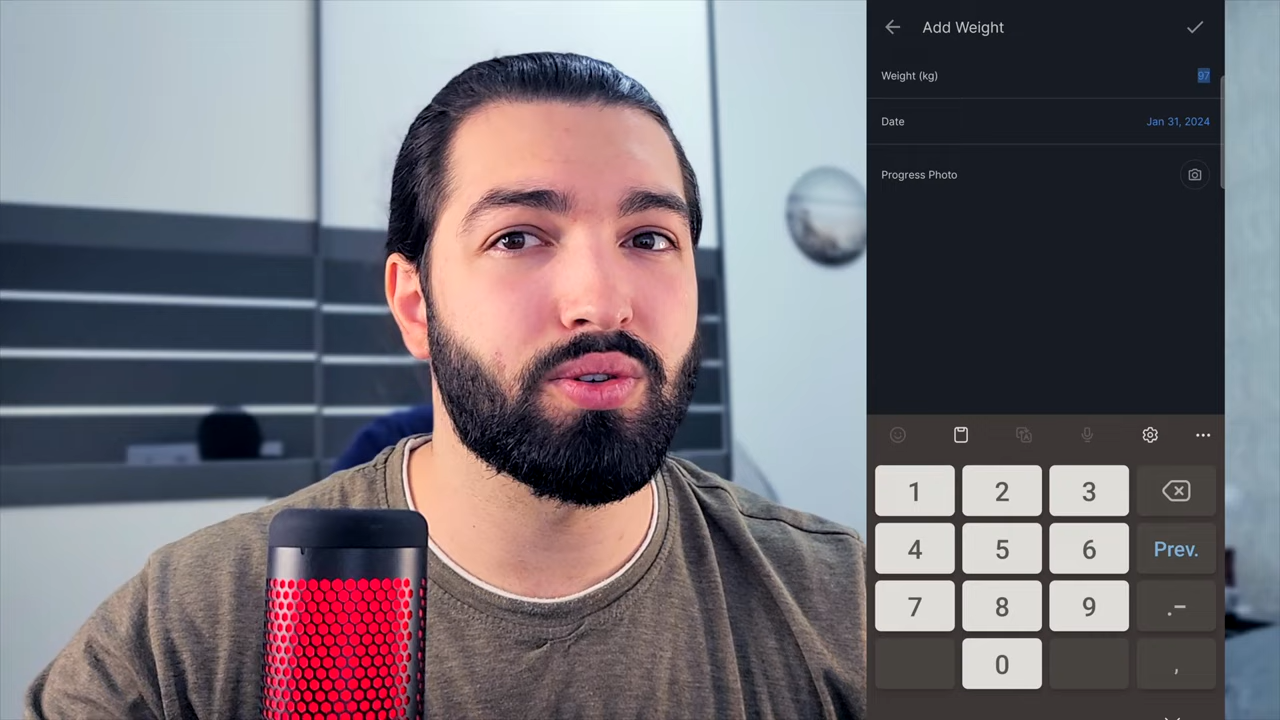 Add Weight
Weight (kg) 97
Date Jan 31, 2024
Progress Photo
1 2 3
4 5 6 Prev.
7 8 9 .-
0 ,